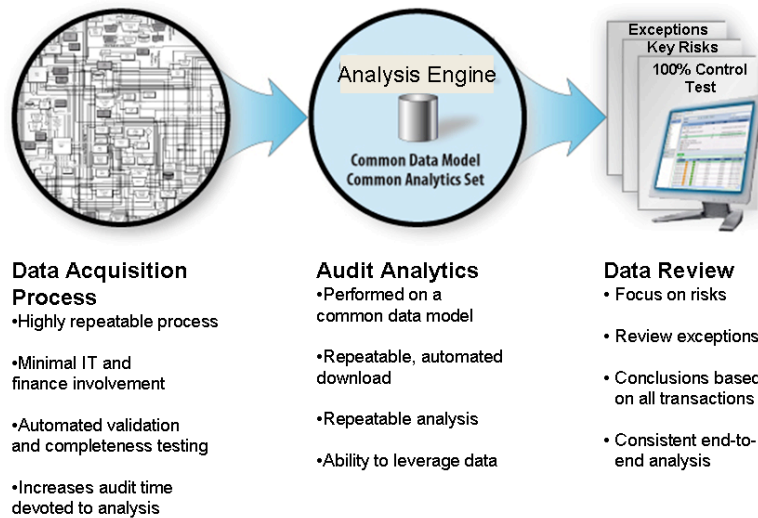 Analysis Engine
Common Data Model
Common Analytics Set
Exceptions
Key Risks
100% Control
Test
Data Acquisition
Process
•Highly repeatable process
•Minimal IT and
finance involvement
•Automated validation
and completeness testing
•Increases audit time
devoted to analysis
Audit Analytics
•Performed on a
common data model
•Repeatable, automated
download
•Repeatable analysis
•Ability to leverage data
Data Review
• Focus on risks
• Review exceptions
• Conclusions based
on all transactions
• Consistent end-to-
end analysis